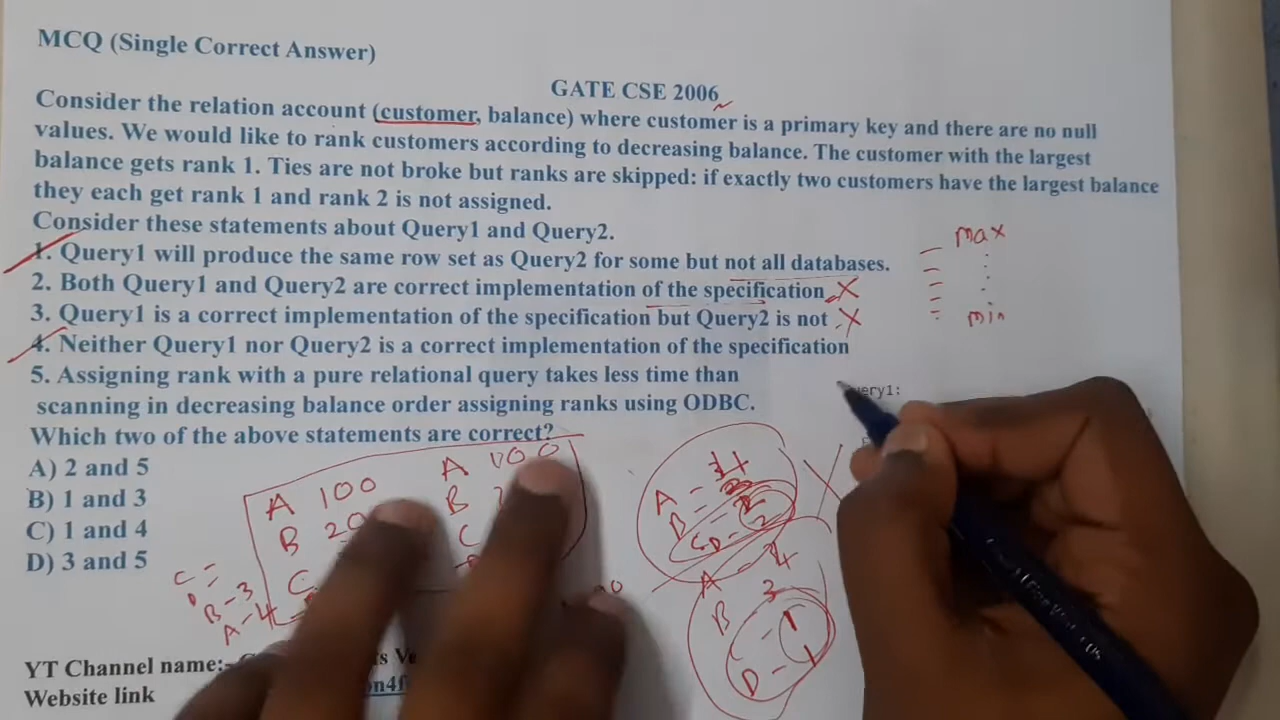 MCQ (Single Correct Answer)
GATE CSE 2006
Consider the relation account (customer, balance) where customer is a primary key and there are no null
values. We would like to rank customers according to decreasing balance. The customer with the largest
balance gets rank 1. Ties are not broke but ranks are skipped: if exactly two customers have the largest balance
they each get rank 1 and rank 2 is not assigned.
Consider these statements about Query1 and Query2.
1. Query1 will produce the same row set as Query2 for some but not all databases.
2. Both Query1 and Query2 are correct implementation of the specification
3. Query1 is a correct implementation of the specification but Query2 is not
4. Neither Query1 nor Query2 is a correct implementation of the specification
5. Assigning rank with a pure relational query takes less time than
scanning in decreasing balance order assigning ranks using ODBC.
Which two of the above statements are correct?
A) 2 and 5
B) 1 and 3
C) 1 and 4
D) 3 and 5
max
min
A 100 A 100
B 20 B
C C
B - 3
A - 4
A - 4
B 3
D - 1
YT Channel name:-
Website link